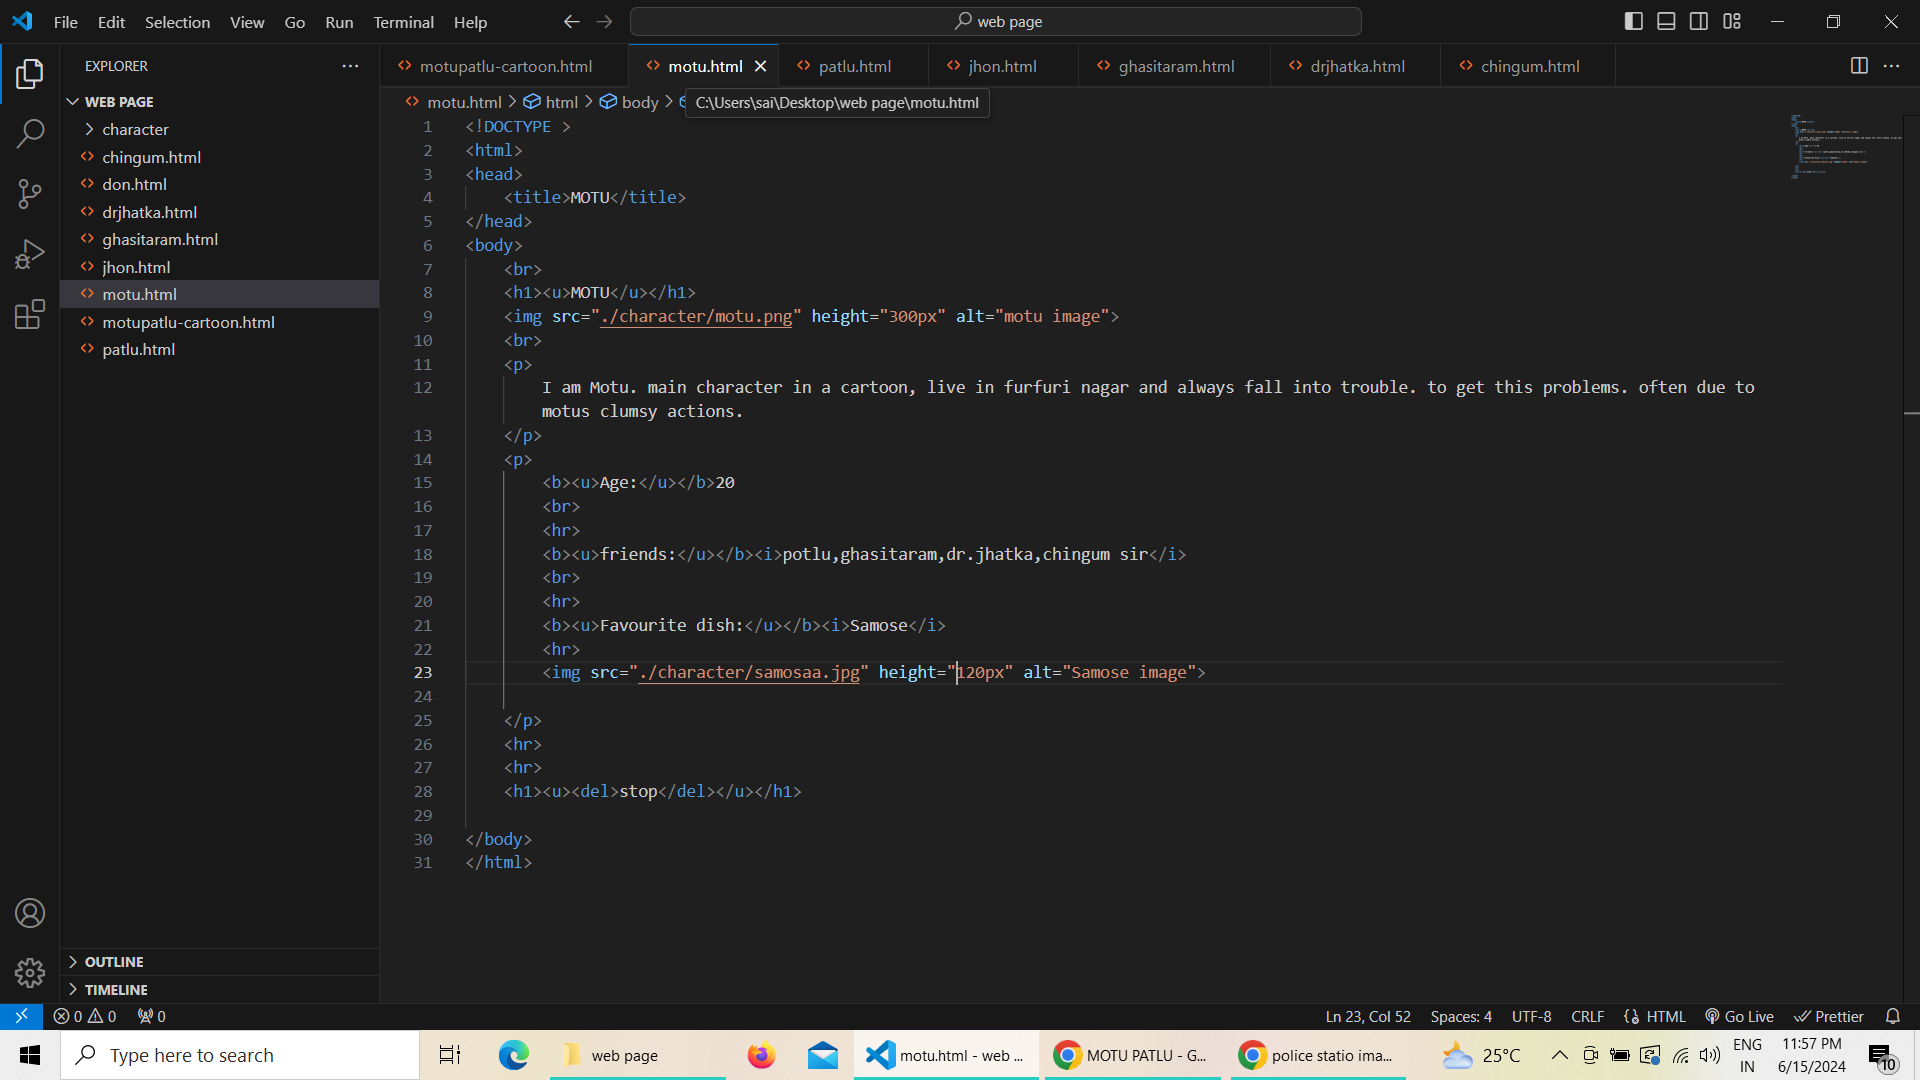 File Edit Selection View Go Run Terminal Help web page
EXPLORER
WEB PAGE
character
chingum.html
don.html
drjhatka.html
ghasitaram.html
jhon.html
motu.html
motupatlu-cartoon.html
patlu.html
OUTLINE
TIMELINE
motupatlu-cartoon.html motu.html patlu.html jhon.html ghasitaram.html drjhatka.html chingum.html
motu.html > html > body > C:\Users\sai\Desktop\web page\motu.html
1 <!DOCTYPE >
2 <html>
3 <head>
4 <title>MOTU</title>
5 </head>
6 <body>
7 <br>
8 <h1><u>MOTU</u></h1>
9 <img src="./character/motu.png" height="300px" alt="motu image">
10 <br>
11 <p>
12 I am Motu. main character in a cartoon, live in furfuri nagar and always fall into trouble. to get this problems. often due to
motus clumsy actions.
13 </p>
14 <p>
15 <b><u>Age:</u></b>20
16 <br>
17 <hr>
18 <b><u>friends:</u></b><i>potlu,ghasitaram,dr.jhatka,chingum sir</i>
19 <br>
20 <hr>
21 <b><u>Favourite dish:</u></b><i>Samose</i>
22 <hr>
23 <img src="./character/samosaa.jpg" height="120px" alt="Samose image">
24
25 </p>
26 <hr>
27 <hr>
28 <h1><u><del>stop</del></u></h1>
29
30 </body>
31 </html>
0 0 0 Ln 23, Col 52 Spaces: 4 UTF-8 CRLF HTML Go Live Prettier
Type here to search web page motu.html - web ... MOTU PATLU - G... police statio ima... 25°C ENG IN 11:57 PM 6/15/2024 10